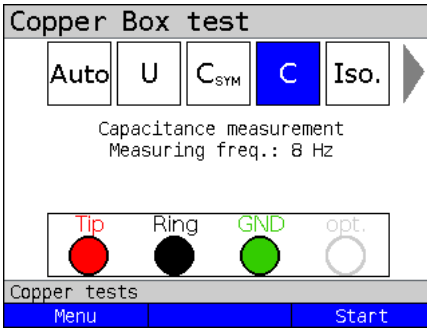 Copper Box test
Auto U CSYM C Iso.
Capacitance measurement
Measuring freq.: 8 Hz
Tip Ring GND opt.
Copper tests
Menu Start